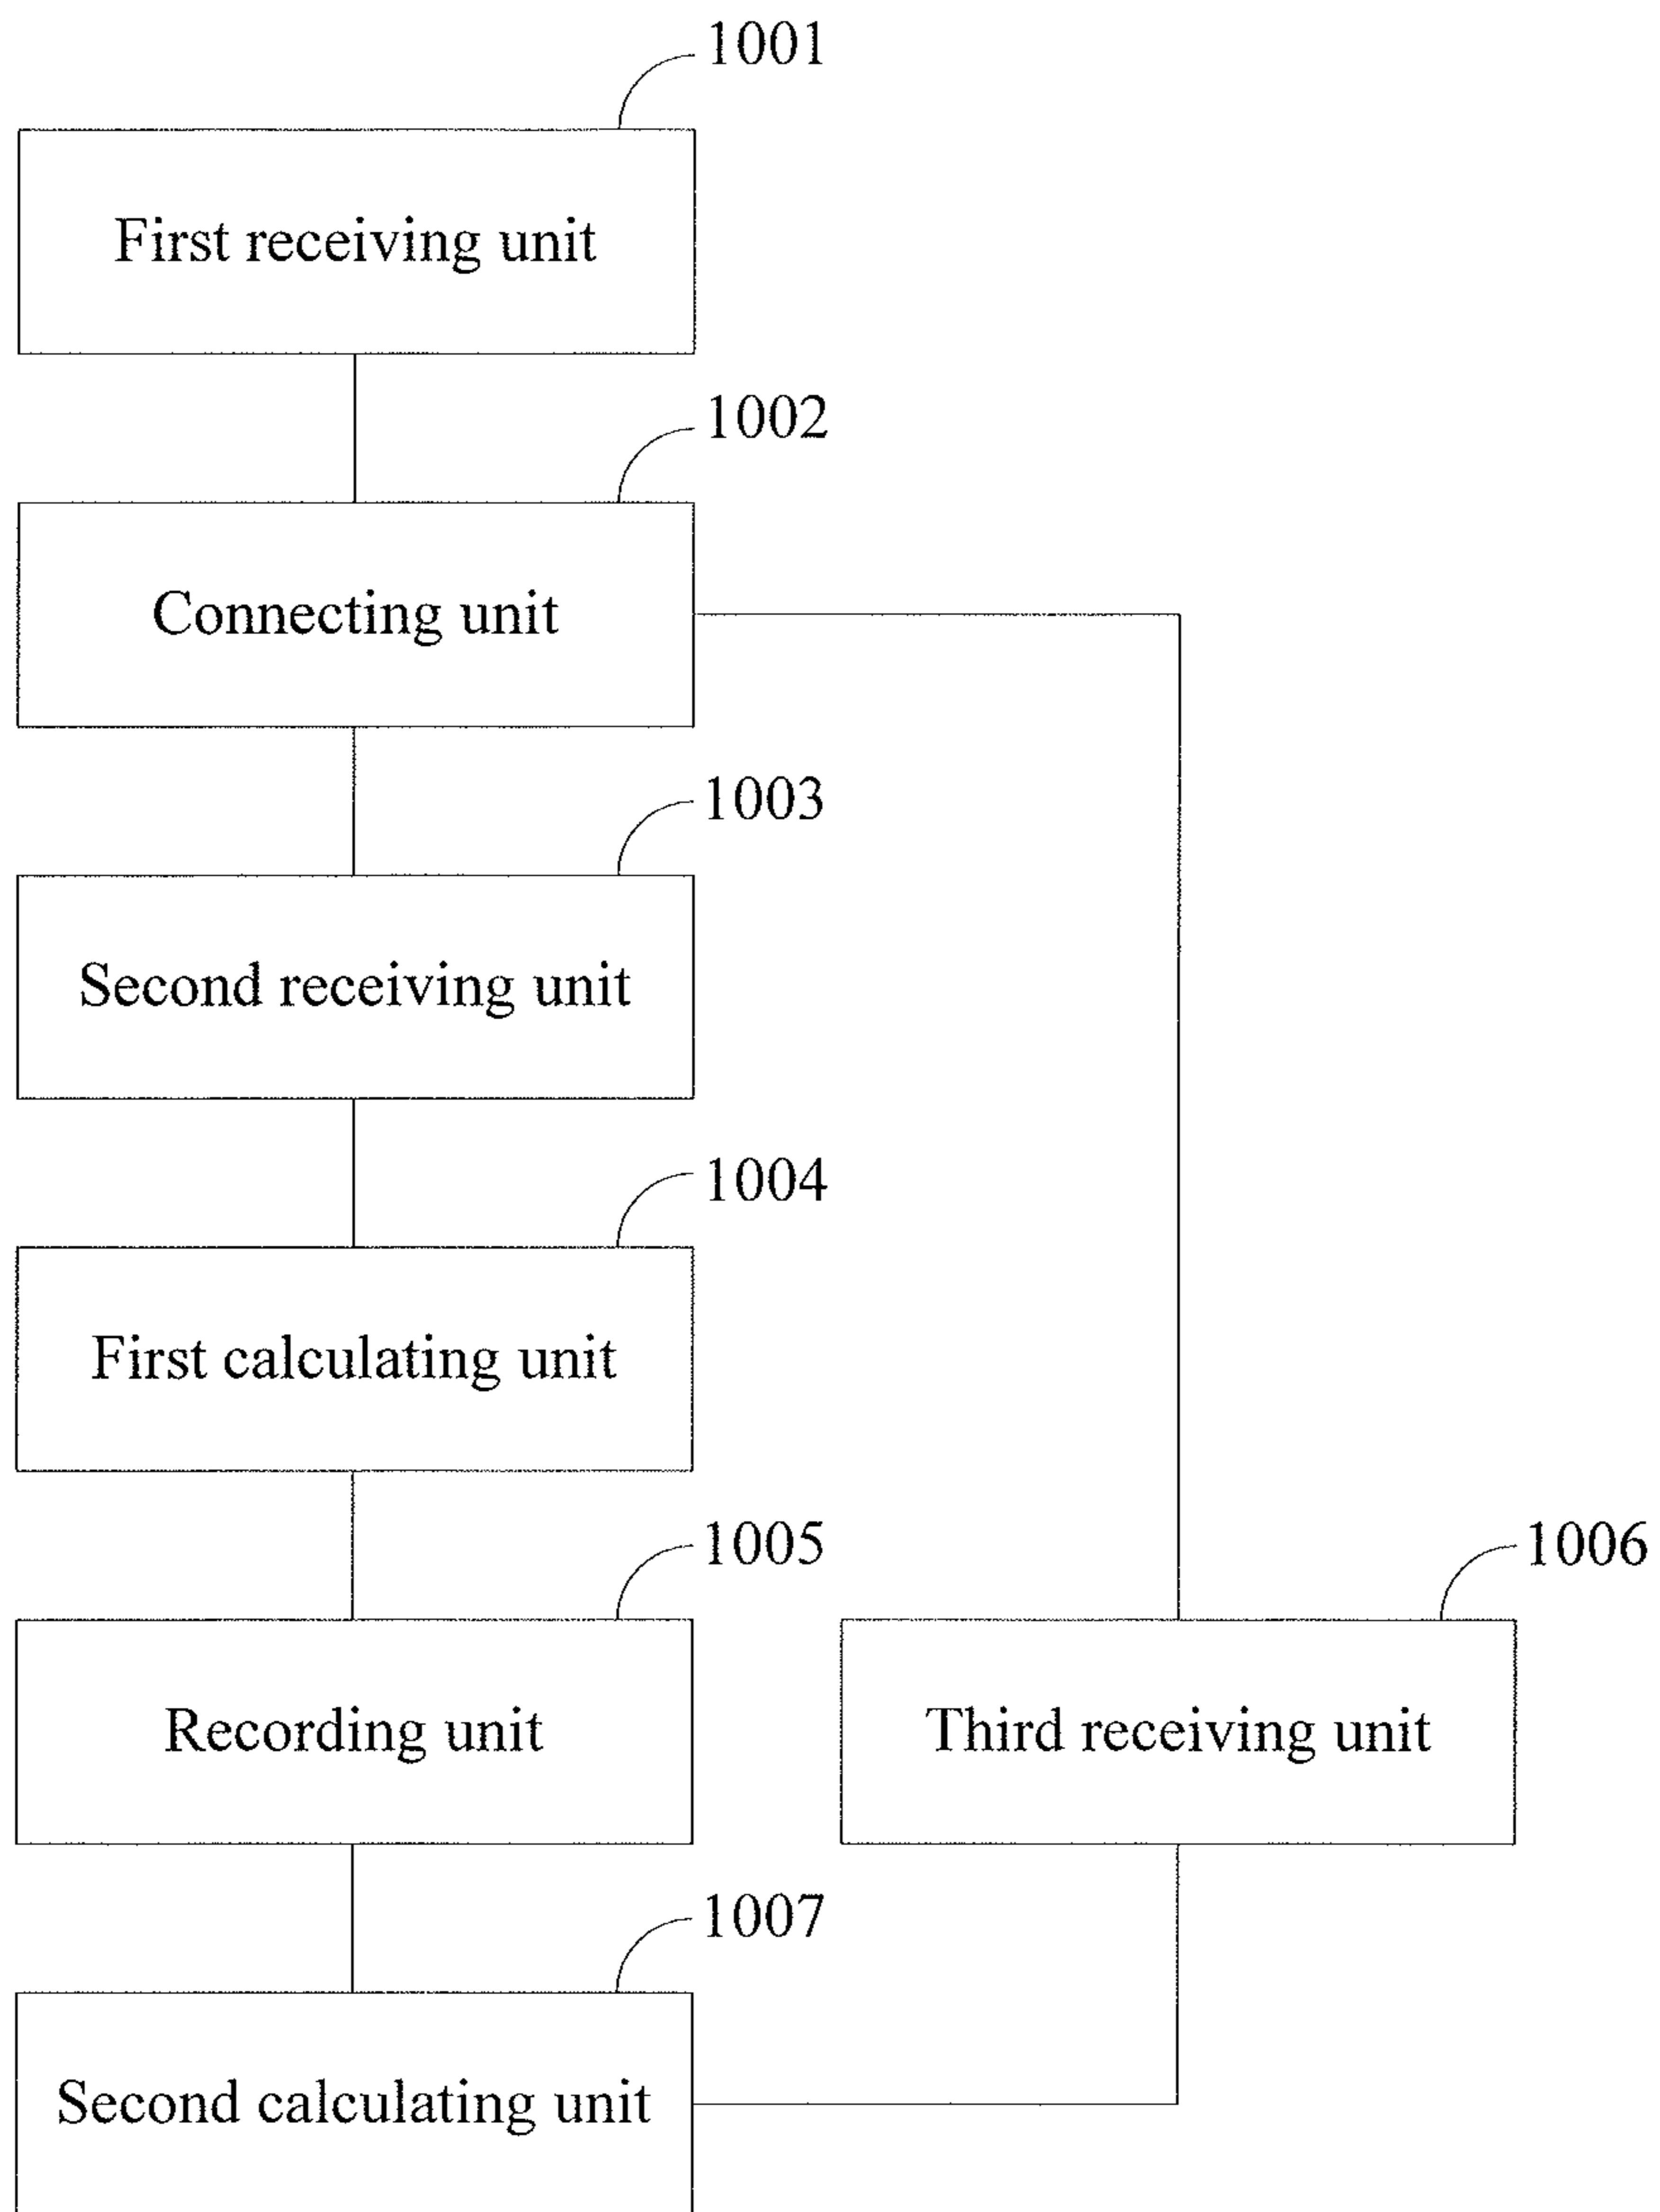 1001
First receiving unit
1002
Connecting unit
1003
Second receiving unit
1004
First calculating unit
1005
Recording unit
1006
Third receiving unit
1007
Second calculating unit